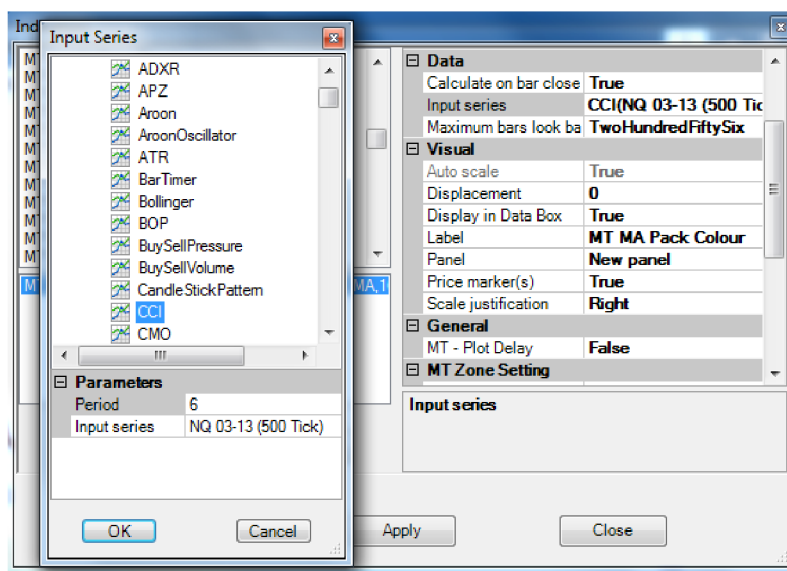 Ind
Input Series
ADXR
APZ
Aroon
AroonOscillator
ATR
BarTimer
Bollinger
BOP
BuySellPressure
BuySellVolume
CandleStickPattern
CCI
CMO
Parameters
Period 6
Input series NQ 03-13 (500 Tick)
OK Cancel
MT
MA,1
Data
Calculate on bar close True
Input series CCI(NQ 03-13 (500 Tic
Maximum bars look ba TwoHundredFiftySix
Visual
Auto scale True
Displacement 0
Display in Data Box True
Label MT MA Pack Colour
Panel New panel
Price marker(s) True
Scale justification Right
General
MT - Plot Delay False
MT Zone Setting
Input series
Apply Close